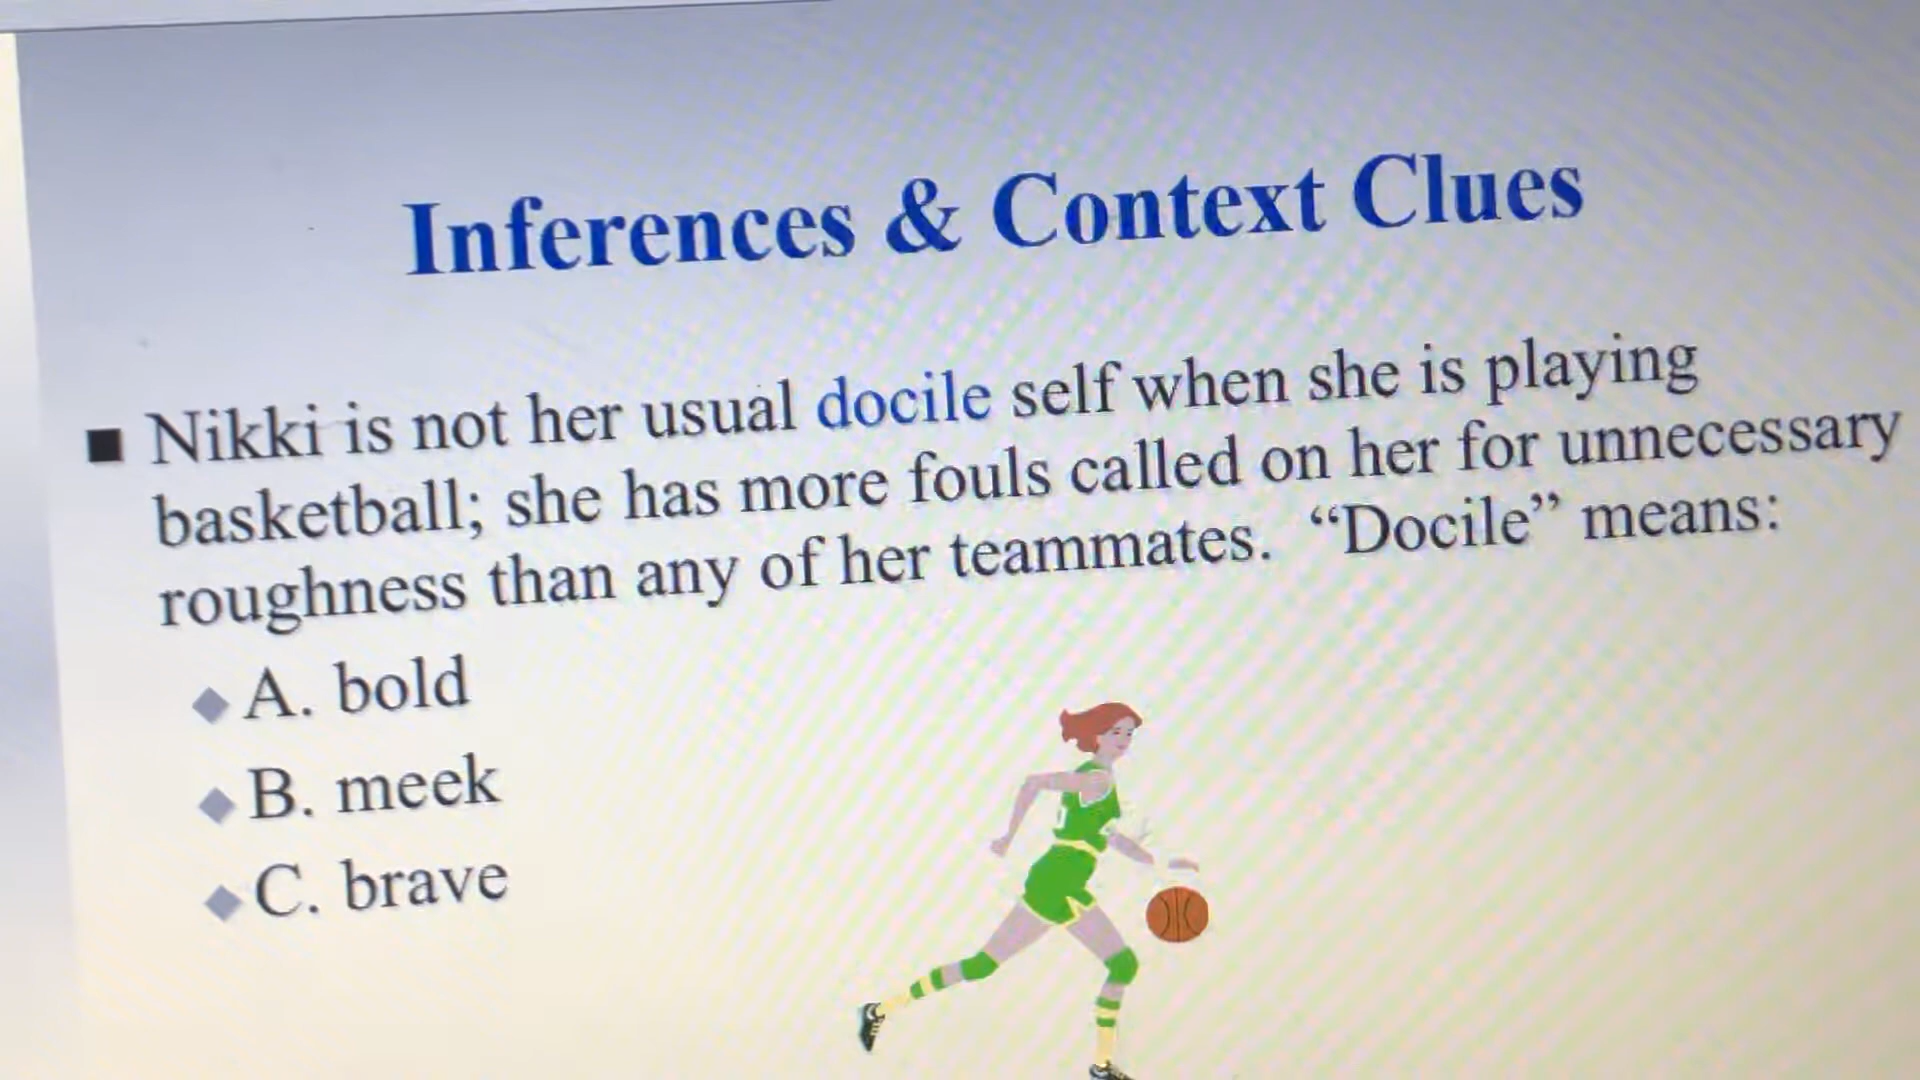 Inferences & Context Clues
Nikki is not her usual docile self when she is playing
basketball; she has more fouls called on her for unnecessary
roughness than any of her teammates. “Docile” means:
A. bold
B. meek
C. brave